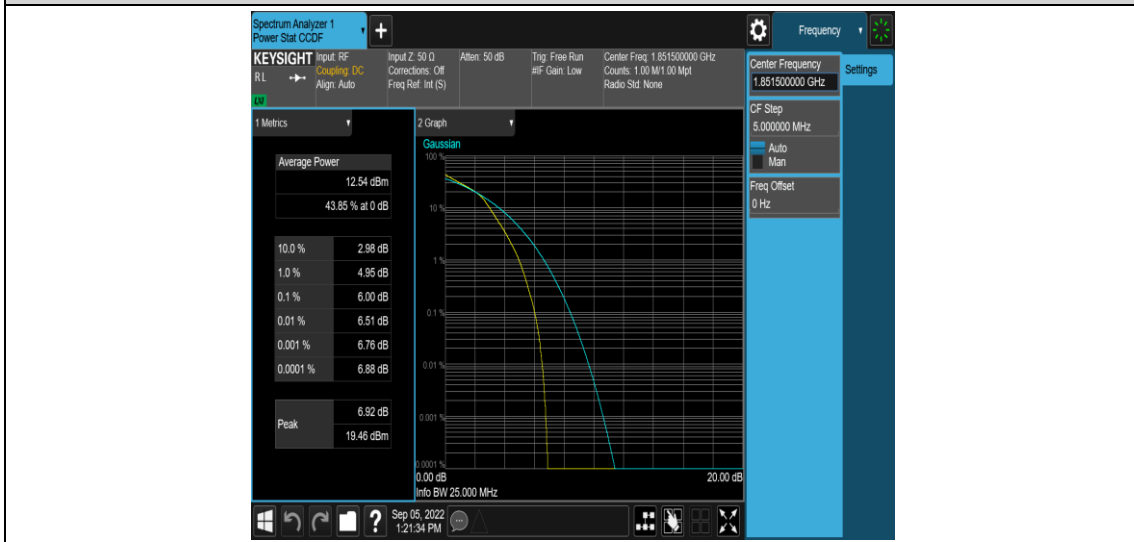 Spectrum Analyzer 1
Power Stat CCDF
+
Frequency
KEYSIGHT
RL
LXI
Input: RF
Coupling: DC
Align: Auto
Input Z: 50 Ω
Corrections: Off
Freq Ref: Int (S)
Atten: 50 dB
Trig: Free Run
#IF Gain: Low
Center Freq: 1.851500000 GHz
Counts: 1.00 M/1.00 Mpt
Radio Std: None
Center Frequency
1.851500000 GHz
Settings
CF Step
5.000000 MHz
Auto
Man
Freq Offset
0 Hz
1 Metrics
Average Power
12.54 dBm
43.85 % at 0 dB
10.0 % 2.98 dB
1.0 % 4.95 dB
0.1 % 6.00 dB
0.01 % 6.51 dB
0.001 % 6.76 dB
0.0001 % 6.88 dB
Peak
6.92 dB
19.46 dBm
2 Graph
Gaussian
100 %
10 %
1 %
0.1 %
0.01 %
0.001 %
0.0001 %
0.00 dB 20.00 dB
Info BW 25.000 MHz
?
Sep 05, 2022
1:21:34 PM